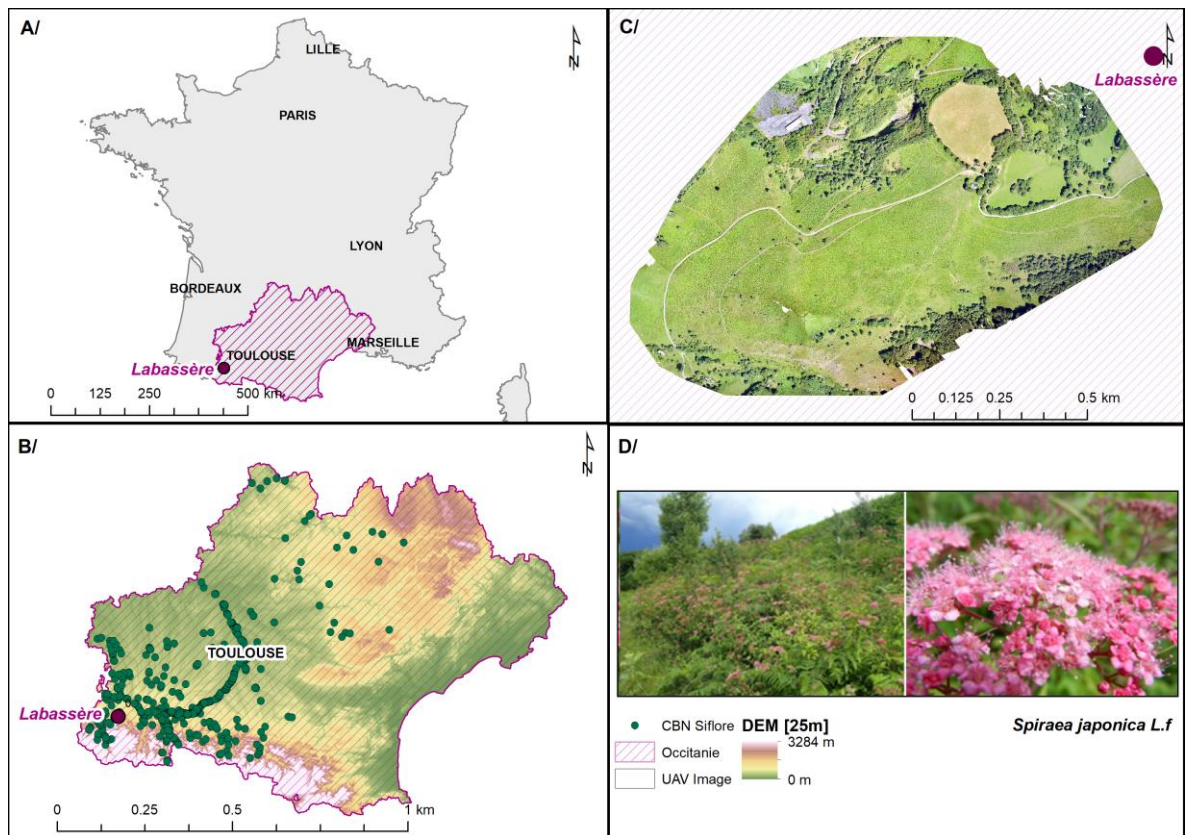 A/
N
LILLE
PARIS
LYON
BORDEAUX
MARSEILLE
TOULOUSE
Labassère
0 125 250 500 km
C/
N
Labassère
0 0.125 0.25 0.5 km
B/
N
TOULOUSE
Labassère
0 0.25 0.5 1 km
D/
CBN Siflore
Occitanie
UAV Image
DEM [25m]
3284 m
0 m
Spiraea japonica L.f